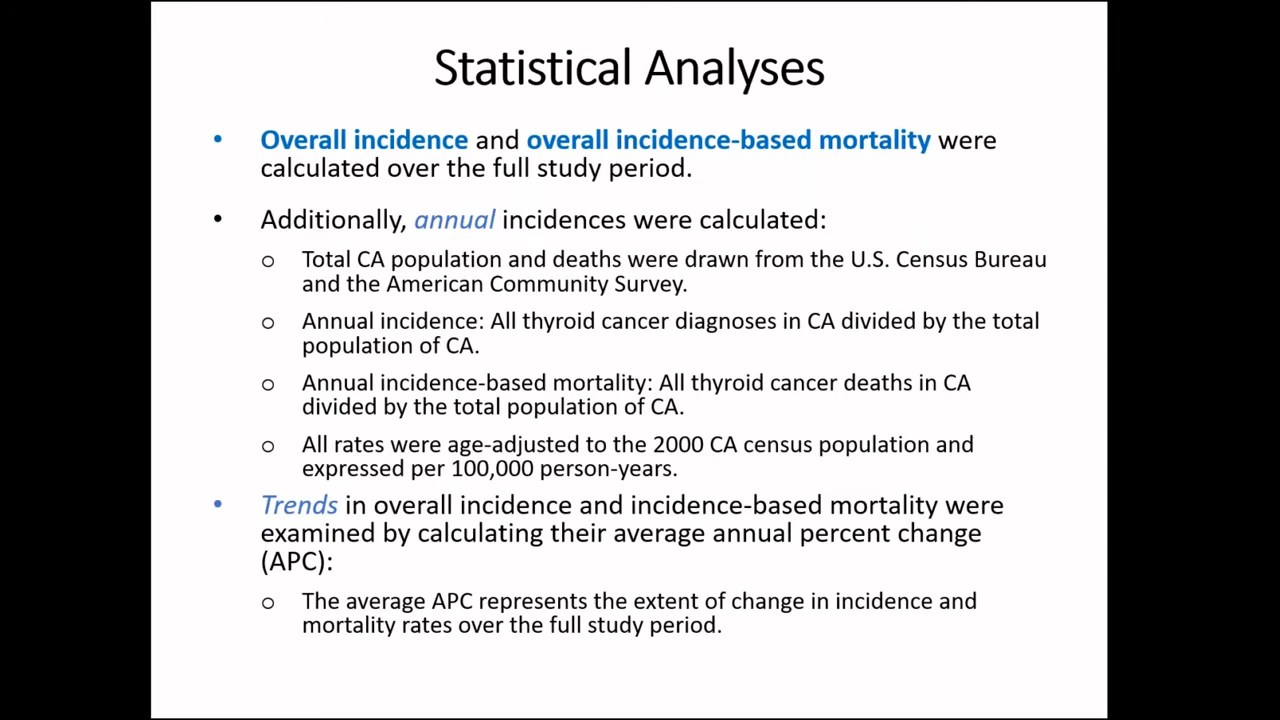 Statistical Analyses
• Overall incidence and overall incidence-based mortality were
calculated over the full study period.
• Additionally, annual incidences were calculated:
o Total CA population and deaths were drawn from the U.S. Census Bureau
and the American Community Survey.
o Annual incidence: All thyroid cancer diagnoses in CA divided by the total
population of CA.
o Annual incidence-based mortality: All thyroid cancer deaths in CA
divided by the total population of CA.
o All rates were age-adjusted to the 2000 CA census population and
expressed per 100,000 person-years.
• Trends in overall incidence and incidence-based mortality were
examined by calculating their average annual percent change
(APC):
o The average APC represents the extent of change in incidence and
mortality rates over the full study period.